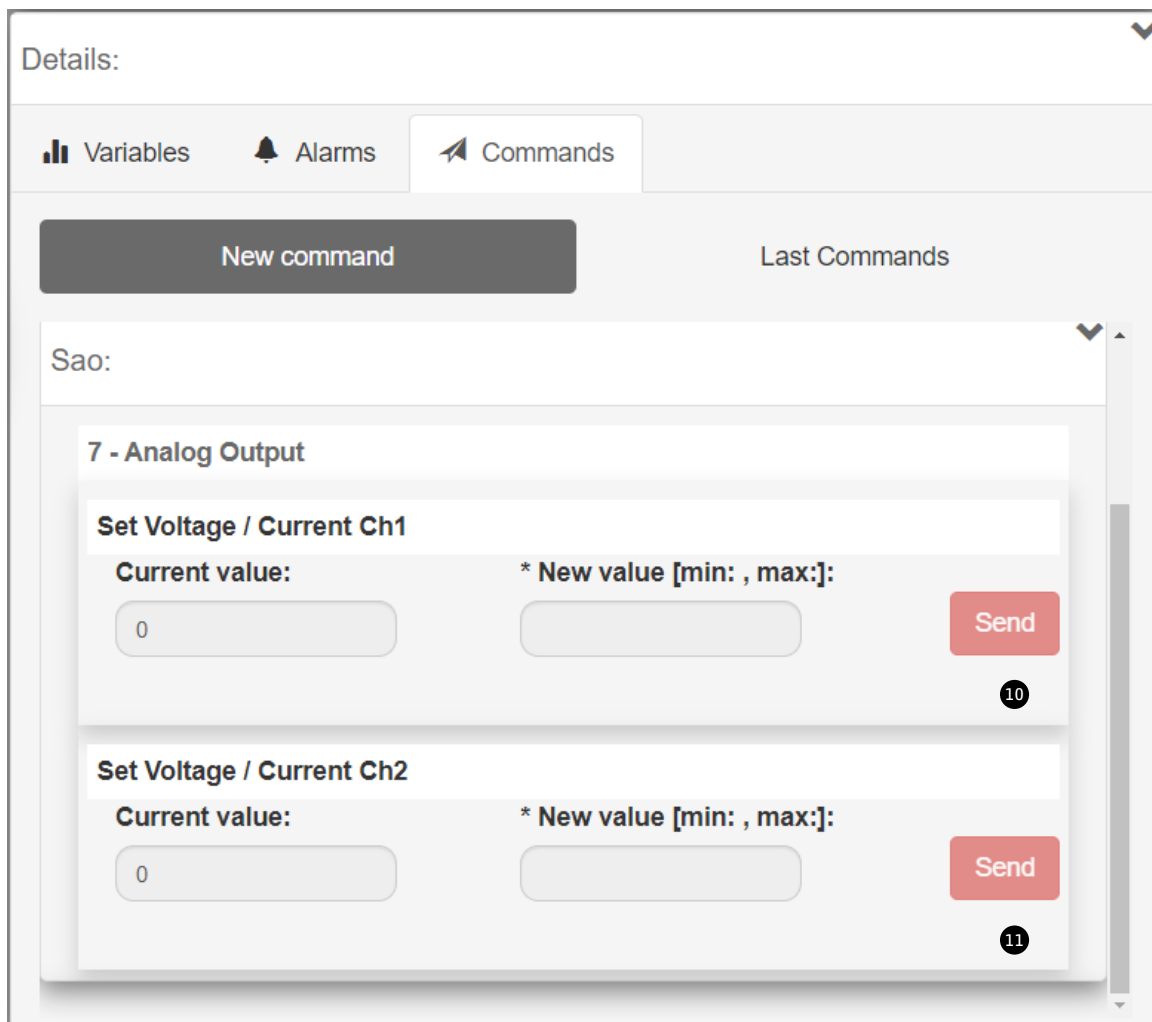 Details:
Variables Alarms Commands
New command Last Commands
Sao:
7 - Analog Output
Set Voltage / Current Ch1
Current value: * New value [min: , max:]:
0 Send
10
Set Voltage / Current Ch2
Current value: * New value [min: , max:]:
0 Send
11